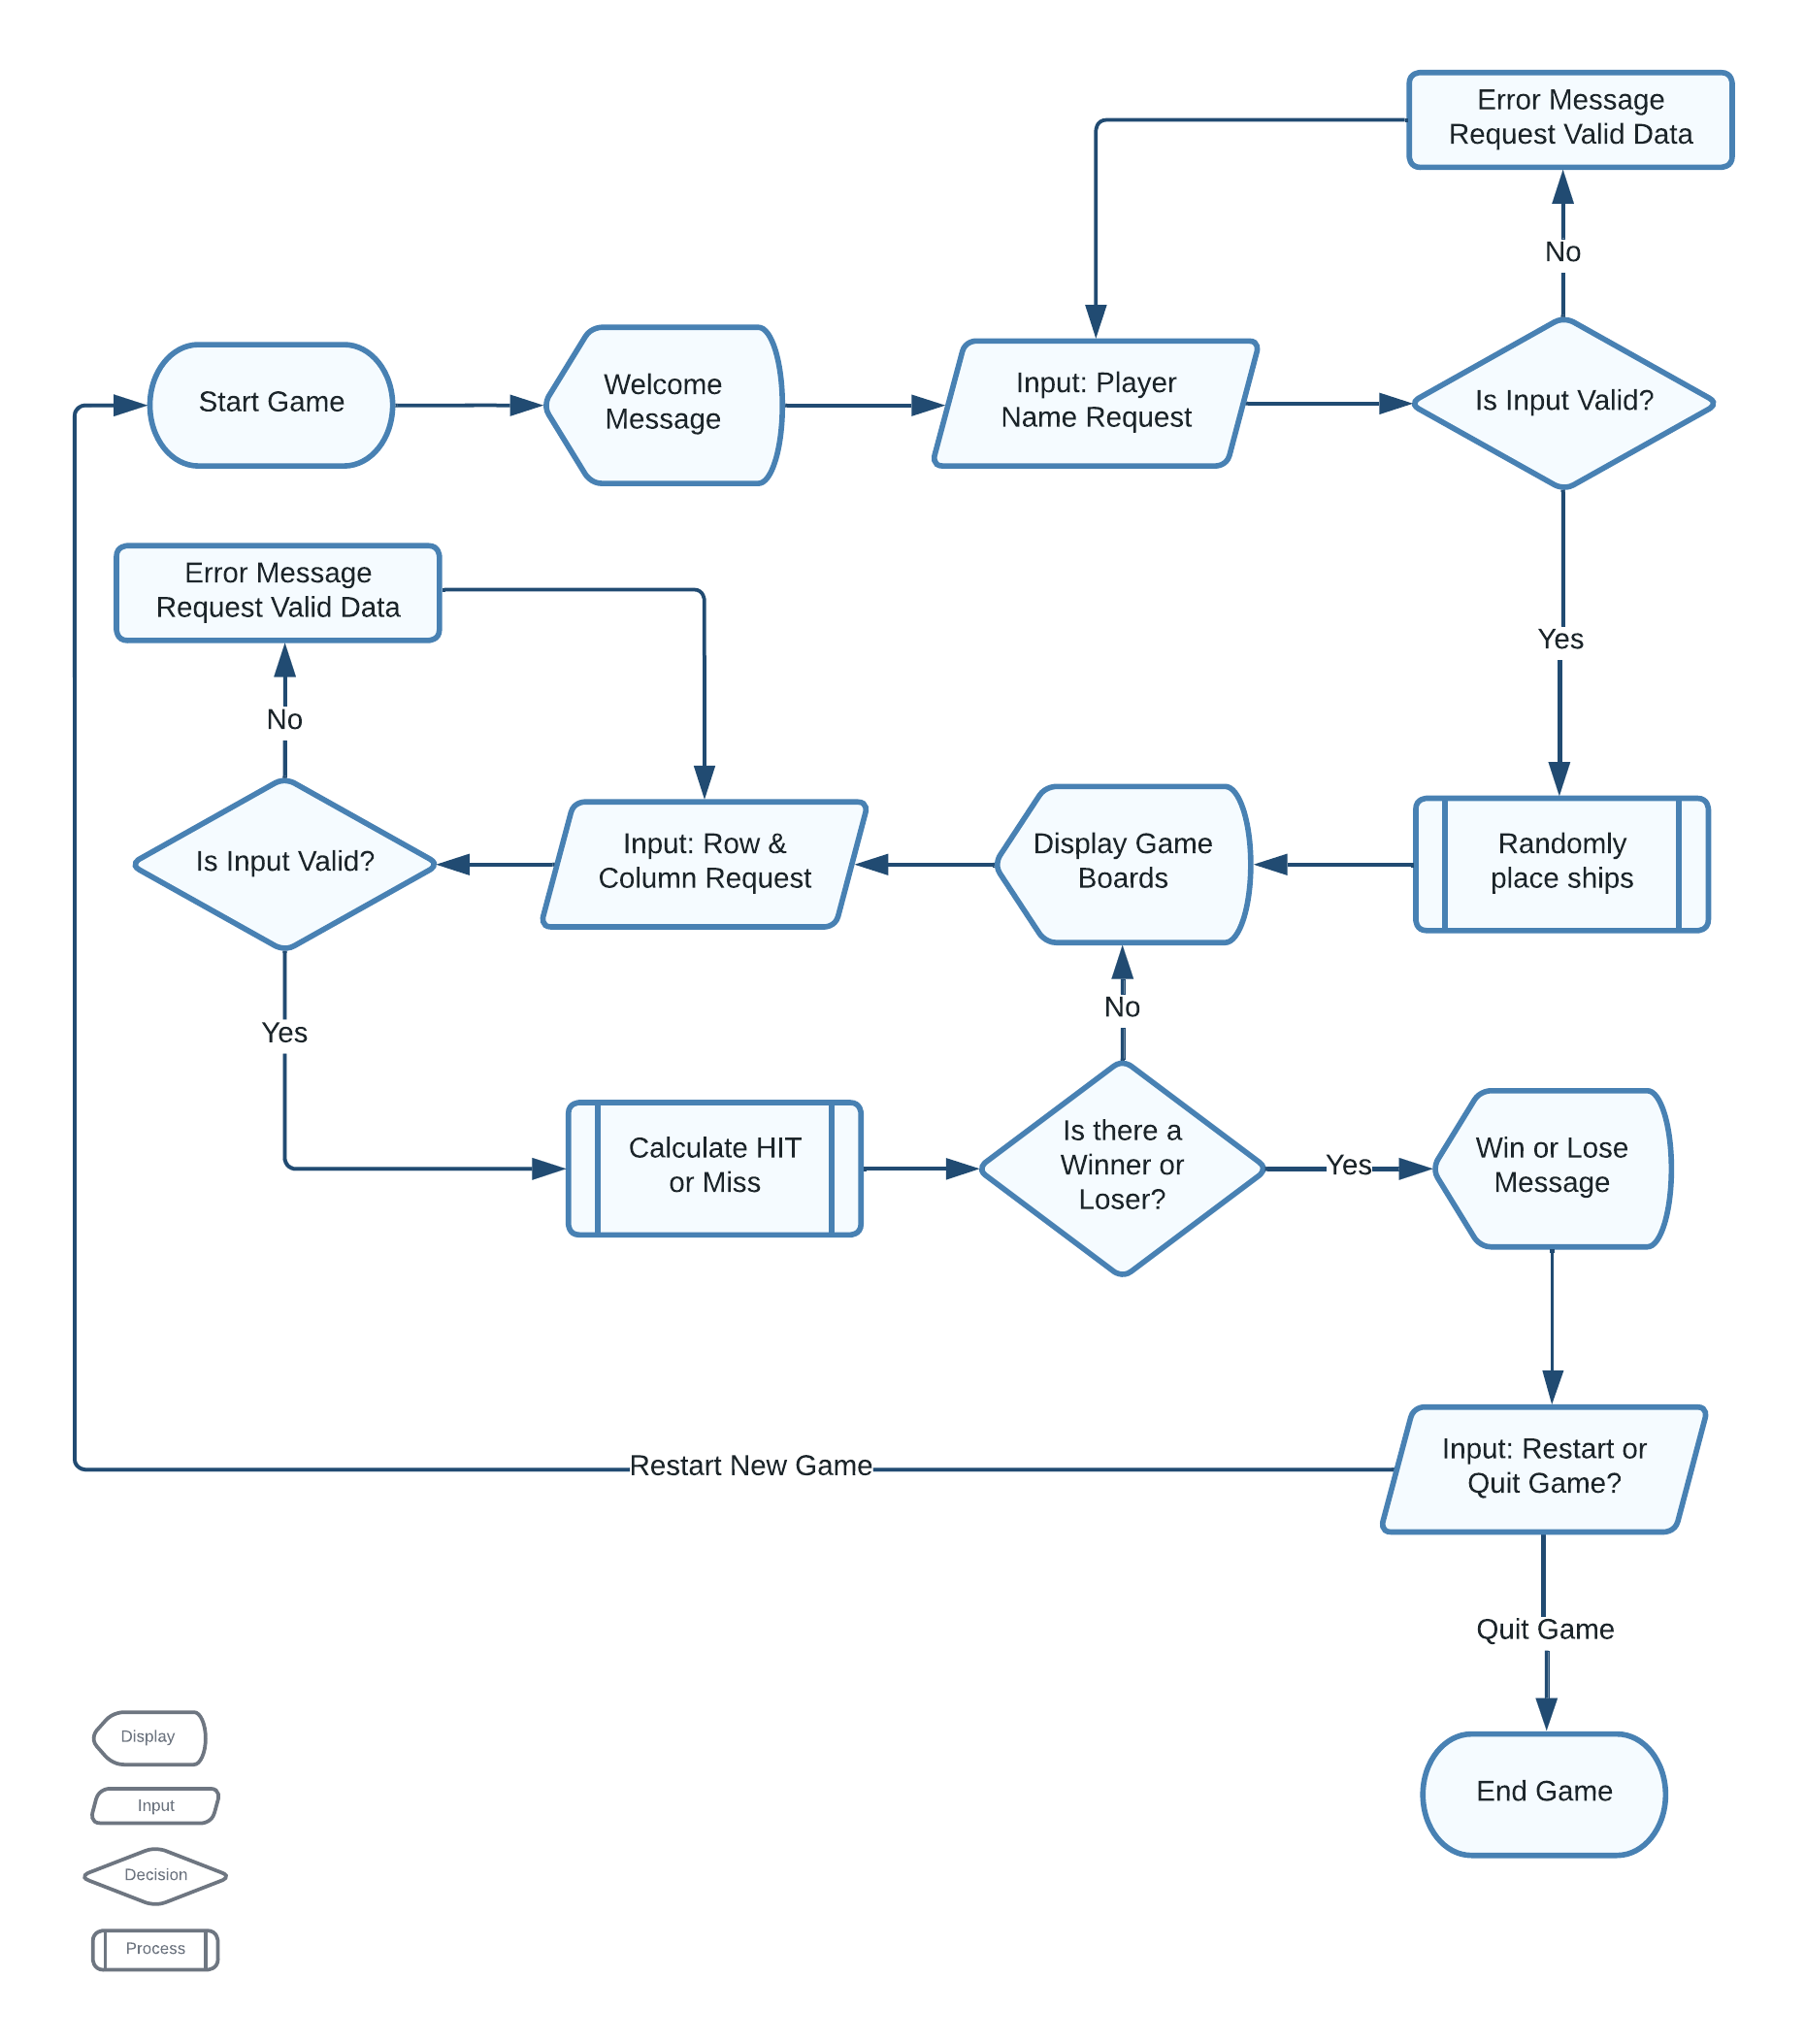 Error Message
Request Valid Data
No
Start Game
Welcome
Message
Input: Player
Name Request
Is Input Valid?
Error Message
Request Valid Data
Yes
No
Is Input Valid?
Input: Row &
Column Request
Display Game
Boards
Randomly
place ships
No
Yes
Calculate HIT
or Miss
Is there a
Winner or
Loser?
Yes
Win or Lose
Message
Restart New Game
Input: Restart or
Quit Game?
Quit Game
End Game
Display
Input
Decision
Process